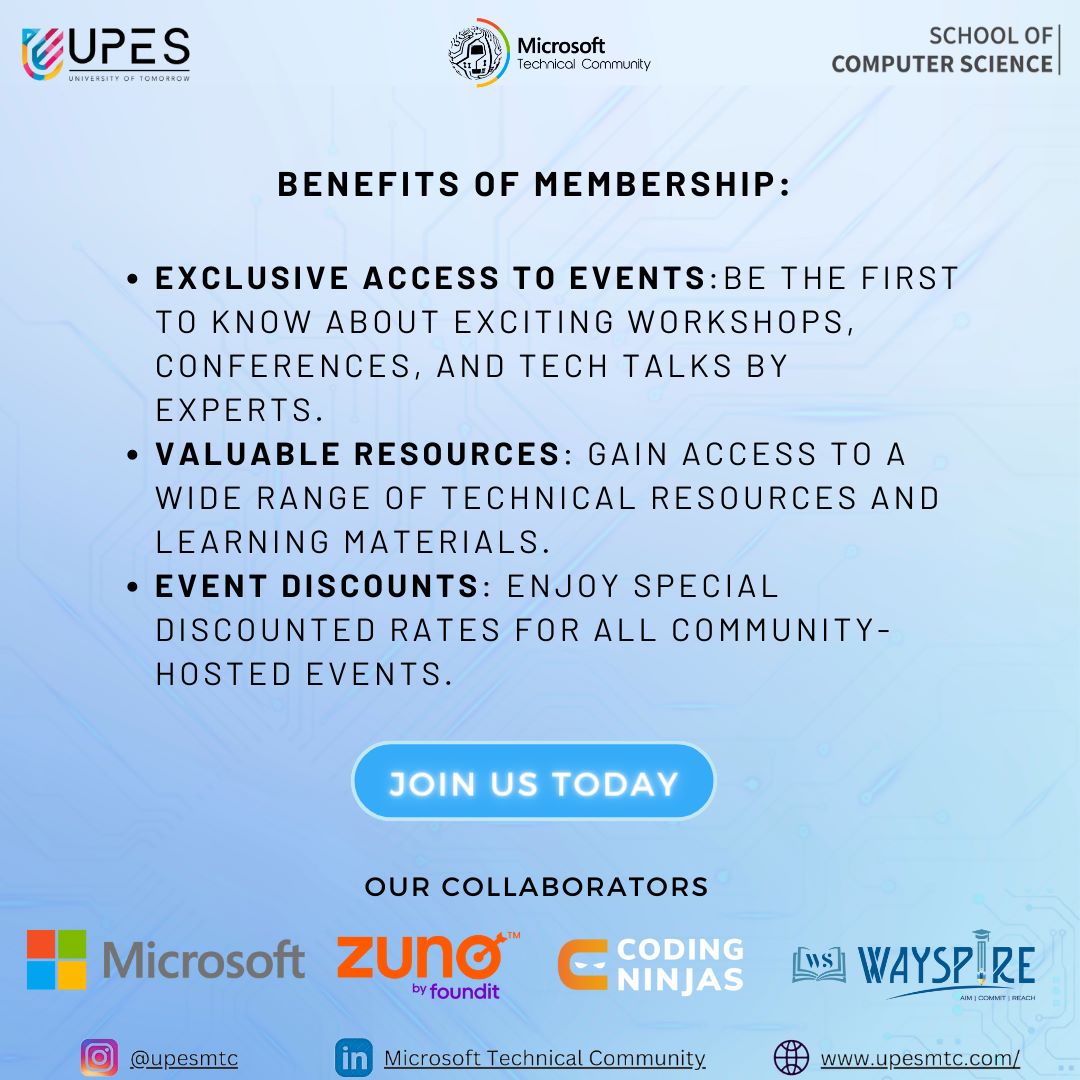 UPES
UNIVERSITY OF TOMORROW
Microsoft
Technical Community
SCHOOL OF
COMPUTER SCIENCE
BENEFITS OF MEMBERSHIP:
• EXCLUSIVE ACCESS TO EVENTS:BE THE FIRST
TO KNOW ABOUT EXCITING WORKSHOPS,
CONFERENCES, AND TECH TALKS BY
EXPERTS.
• VALUABLE RESOURCES: GAIN ACCESS TO A
WIDE RANGE OF TECHNICAL RESOURCES AND
LEARNING MATERIALS.
• EVENT DISCOUNTS: ENJOY SPECIAL
DISCOUNTED RATES FOR ALL COMMUNITY-
HOSTED EVENTS.
JOIN US TODAY
OUR COLLABORATORS
Microsoft
zuno™
by foundit
CODING
NINJAS
WS
WAYSPIRE
AIM | COMMIT | REACH
@upesmtc
in
Microsoft Technical Community
www.upesmtc.com/